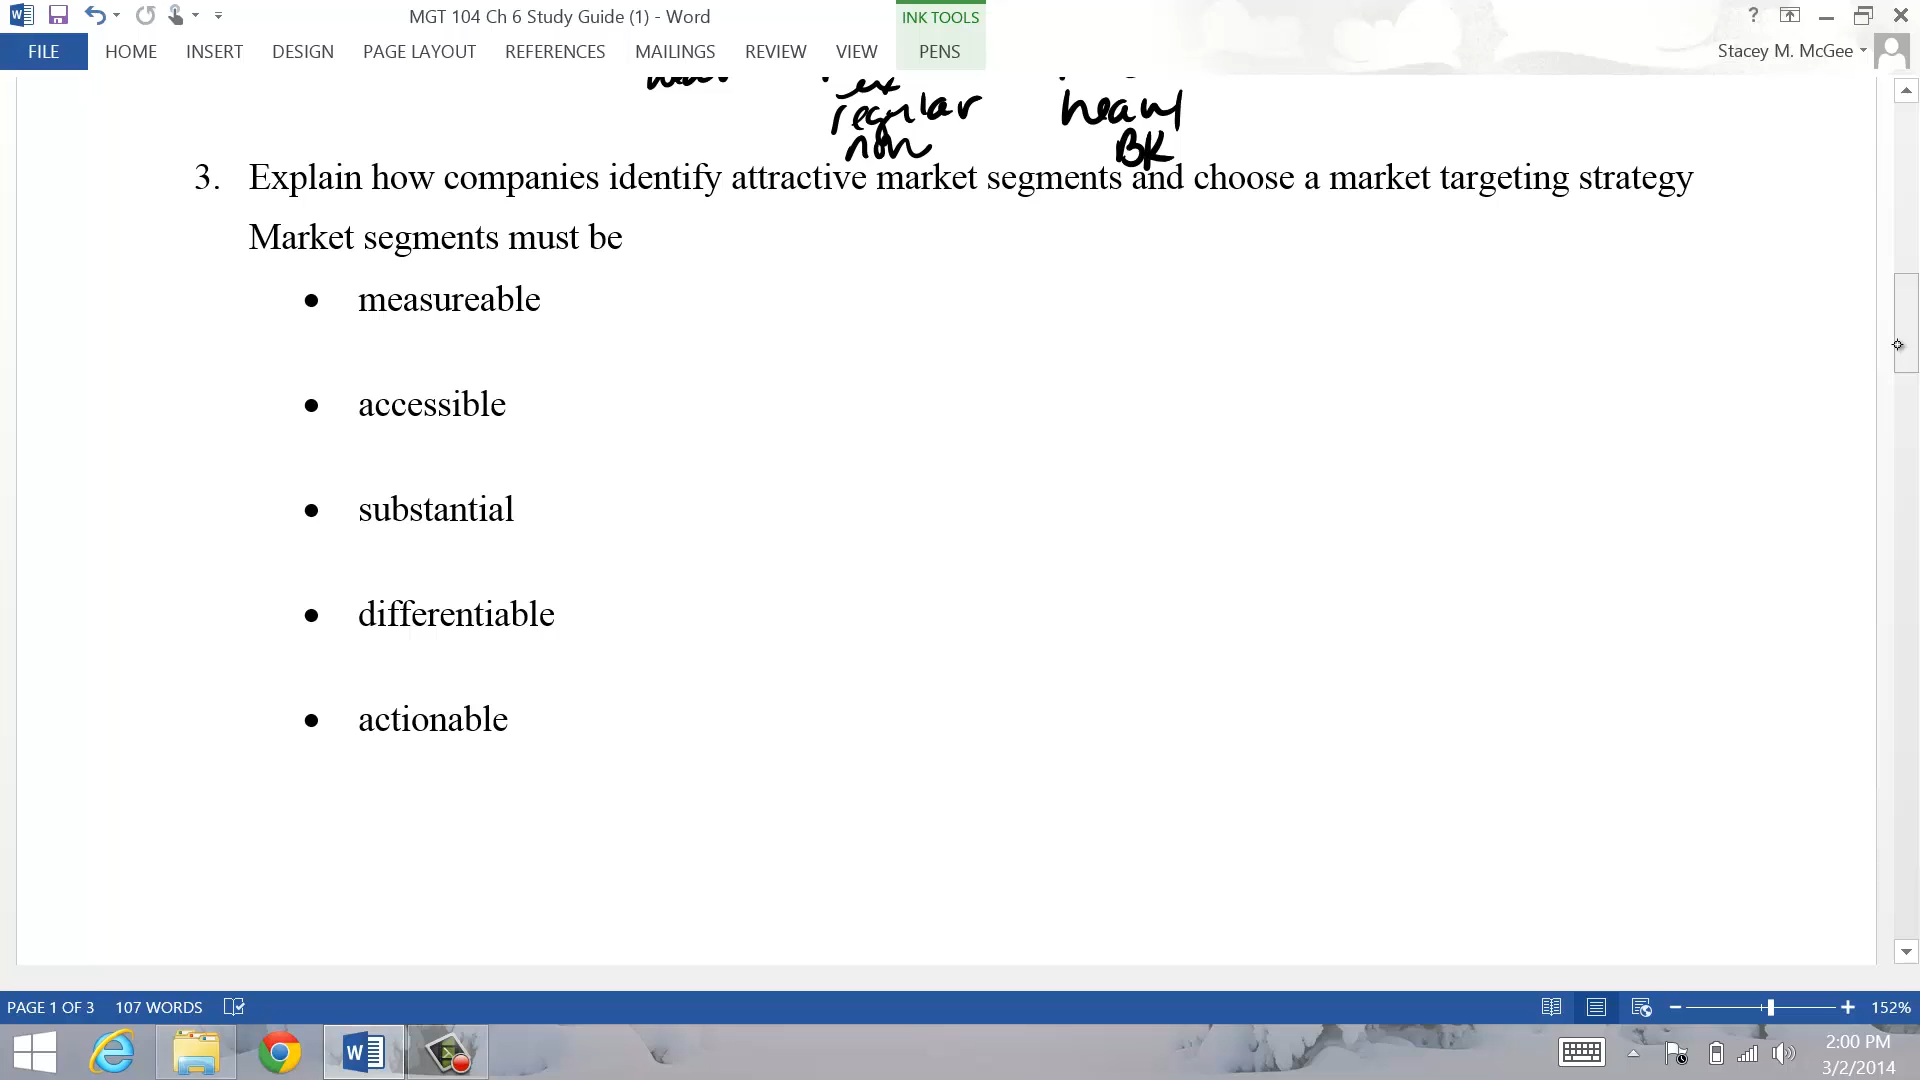 MGT 104 Ch 6 Study Guide (1) - Word
INK TOOLS
?
FILE HOME INSERT DESIGN PAGE LAYOUT REFERENCES MAILINGS REVIEW VIEW PENS
Stacey M. McGee
ex
regular
non
heavy
BK
3. Explain how companies identify attractive market segments and choose a market targeting strategy
Market segments must be
• measureable
• accessible
• substantial
• differentiable
• actionable
PAGE 1 OF 3 107 WORDS
152%
2:00 PM
3/2/2014